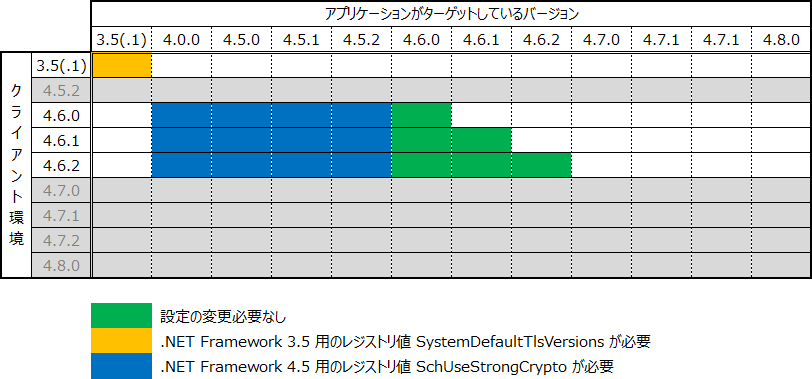 アプリケーションがターゲットしているバージョン
3.5(.1) 4.0.0 4.5.0 4.5.1 4.5.2 4.6.0 4.6.1 4.6.2 4.7.0 4.7.1 4.7.1 4.8.0
クライアント環境
3.5(.1)
4.5.2
4.6.0
4.6.1
4.6.2
4.7.0
4.7.1
4.7.2
4.8.0
設定の変更必要なし
.NET Framework 3.5 用のレジストリ値 SystemDefaultTlsVersions が必要
.NET Framework 4.5 用のレジストリ値 SchUseStrongCrypto が必要